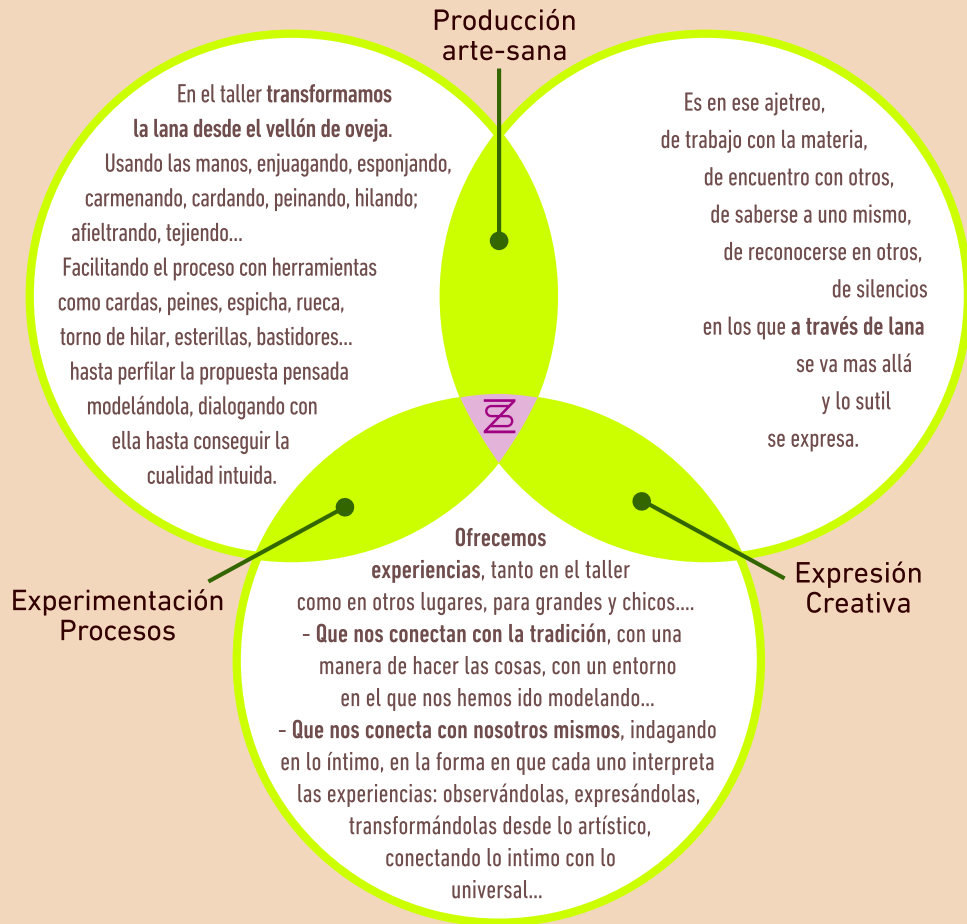 Producción
arte-sana
En el taller transformamos
la lana desde el vellón de oveja.
Usando las manos, enjuagando, esponjando,
carmenando, cardando, peinando, hilando;
afieltrando, tejiendo...
Facilitando el proceso con herramientas
como cardas, peines, espicha, rueca,
torno de hilar, esterillas, bastidores...
hasta perfilar la propuesta pensada
modelándola, dialogando con
ella hasta conseguir la
cualidad intuida.
Es en ese ajetreo,
de trabajo con la materia,
de encuentro con otros,
de saberse a uno mismo,
de reconocerse en otros,
de silencios
en los que a través de lana
se va mas allá
y lo sutil
se expresa.
Experimentación
Procesos
Expresión
Creativa
Ofrecemos
experiencias, tanto en el taller
como en otros lugares, para grandes y chicos....
- Que nos conectan con la tradición, con una
manera de hacer las cosas, con un entorno
en el que nos hemos ido modelando...
- Que nos conecta con nosotros mismos, indagando
en lo íntimo, en la forma en que cada uno interpreta
las experiencias: observándolas, expresándolas,
transformándolas desde lo artístico,
conectando lo intimo con lo
universal...